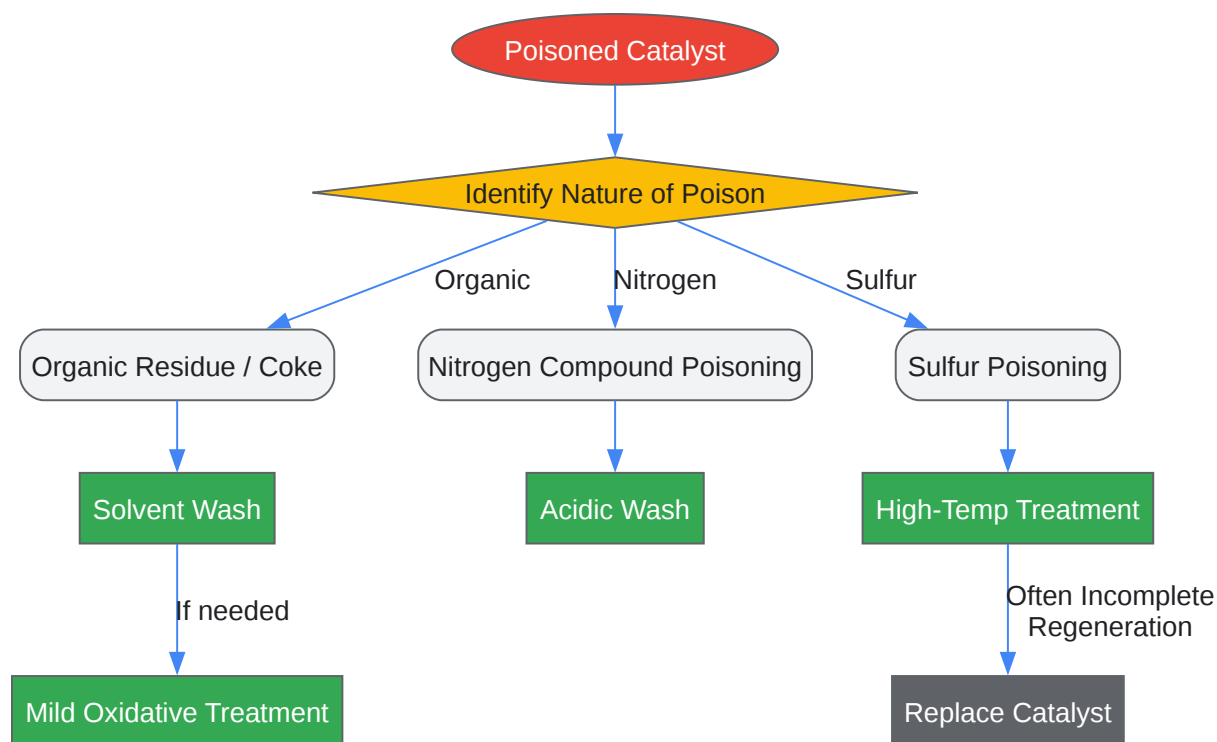 Poisoned Catalyst
Identify Nature of Poison
Organic
Nitrogen
Sulfur
Organic Residue / Coke
Nitrogen Compound Poisoning
Sulfur Poisoning
Solvent Wash
Acidic Wash
High-Temp Treatment
If needed
Often Incomplete
Regeneration
Mild Oxidative Treatment
Replace Catalyst